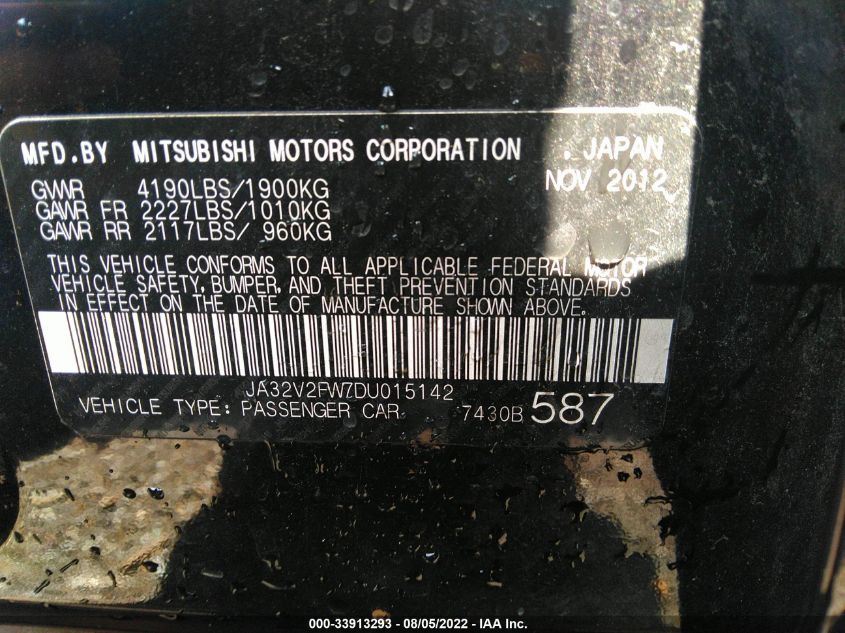 MFD.BY MITSUBISHI MOTORS CORPORATION . JAPAN
NOV 2012
GVWR 4190LBS/1900KG
GAWR FR 2227LBS/1010KG
GAWR RR 2117LBS/ 960KG
THIS VEHICLE CONFORMS TO ALL APPLICABLE FEDERAL MOTOR
VEHICLE SAFETY, BUMPER, AND THEFT PREVENTION STANDARDS
IN EFFECT ON THE DATE OF MANUFACTURE SHOWN ABOVE.
JA32V2FW7DU015142
VEHICLE TYPE: PASSENGER CAR 7430B 587
000-33913293 - 08/05/2022 - IAA Inc.